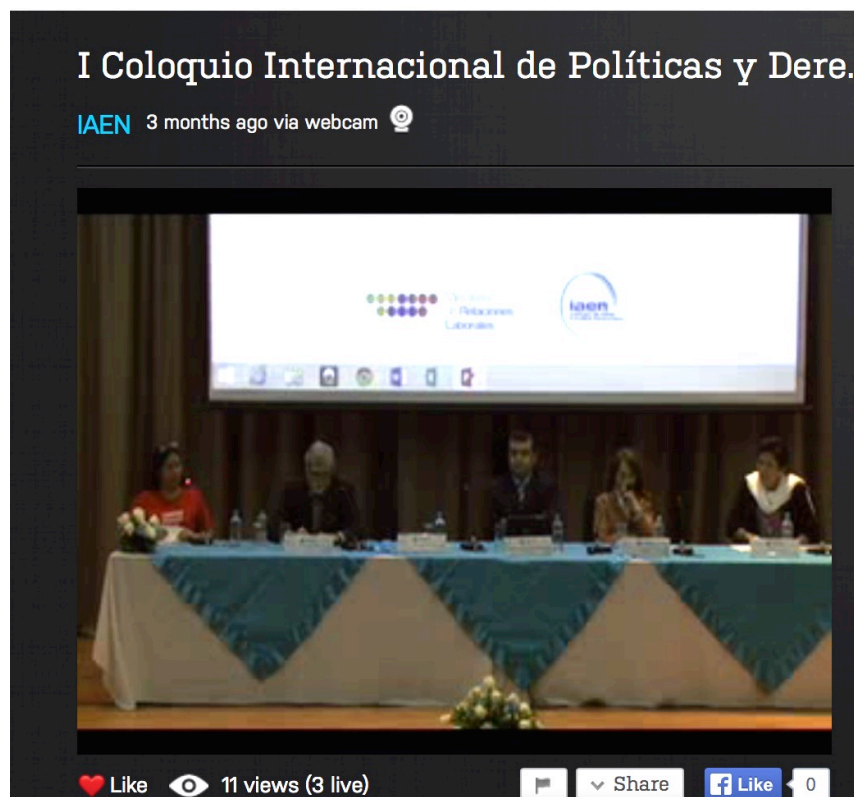 I Coloquio Internacional de Políticas y Dere.
IAEN 3 months ago via webcam
de Relaciones
Laborales
iaen
Like 11 views (3 live)
Share
Like 0